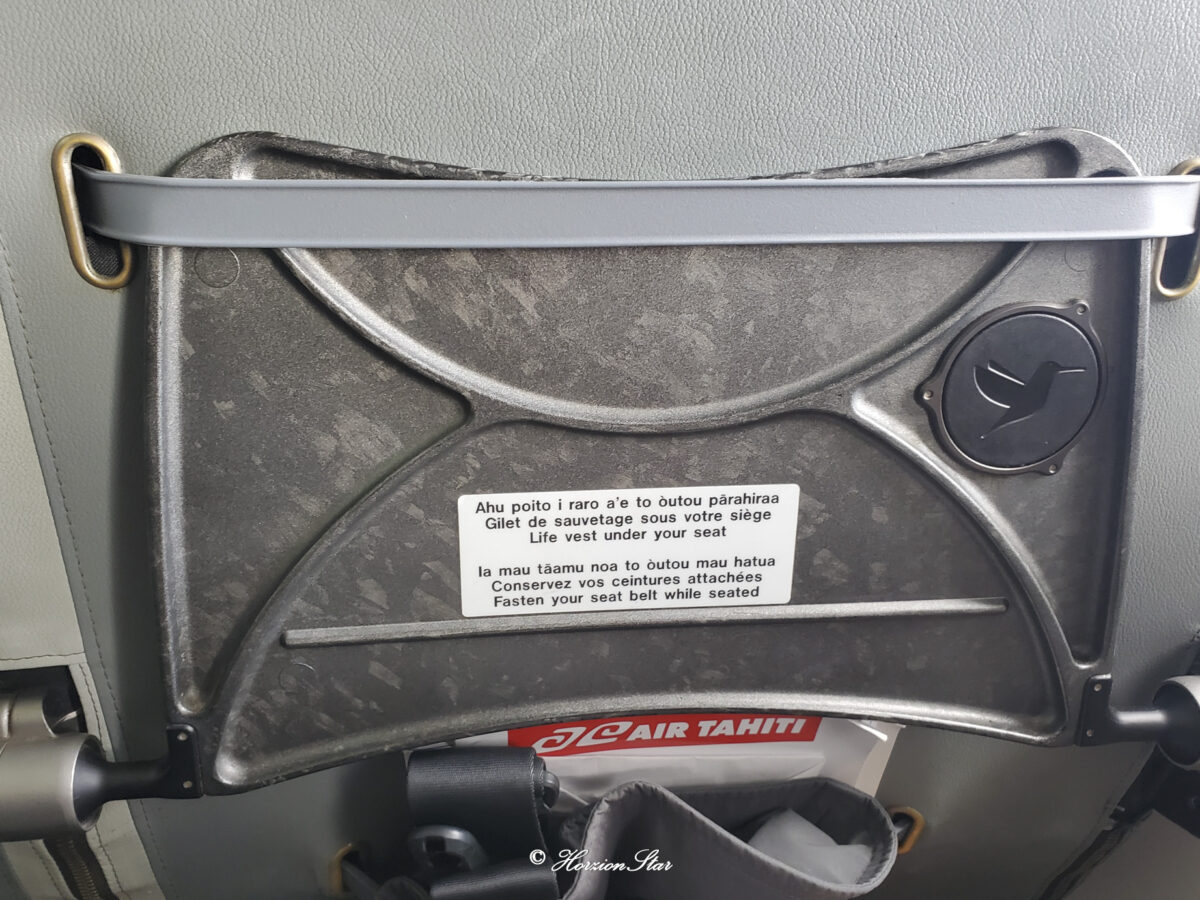 Ahu poito i raro a'e to òutou pārahiraa
Gilet de sauvetage sous votre siège
Life vest under your seat
Ia mau tāamu noa to òutou mau hatua
Conservez vos ceintures attachées
Fasten your seat belt while seated
AIR TAHITI
© Horzion Star